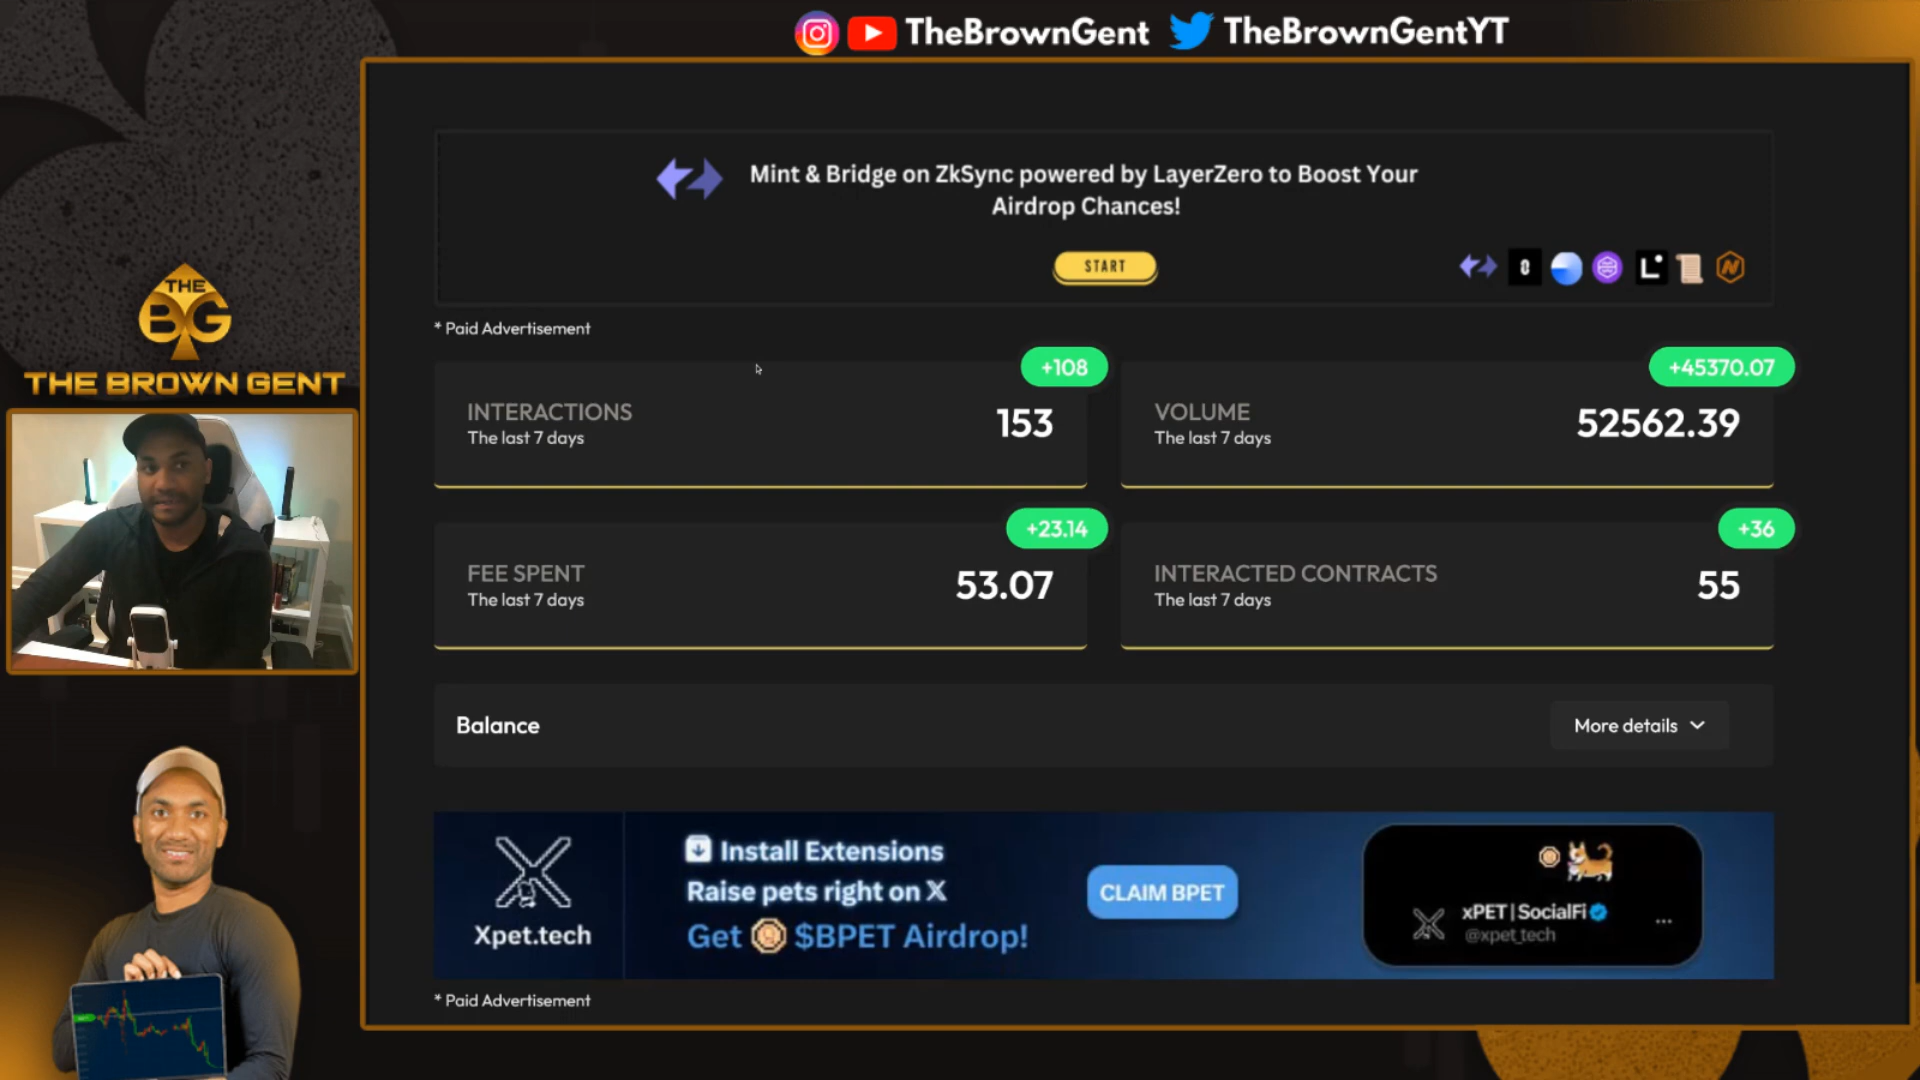 TheBrownGent TheBrownGentYT
THE
BG
THE BROWN GENT
Mint & Bridge on ZkSync powered by LayerZero to Boost Your
Airdrop Chances!
START
* Paid Advertisement
+108
INTERACTIONS
The last 7 days
153
+45370.07
VOLUME
The last 7 days
52562.39
+23.14
FEE SPENT
The last 7 days
53.07
+36
INTERACTED CONTRACTS
The last 7 days
55
Balance
More details
Xpet.tech
Install Extensions
Raise pets right on X
Get $BPET Airdrop!
CLAIM BPET
xPET | SocialFi
@xpet_tech
...
* Paid Advertisement